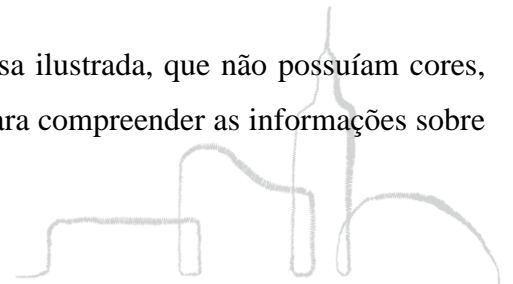 sa ilustrada, que não possuíam cores,
ara compreender as informações sobre